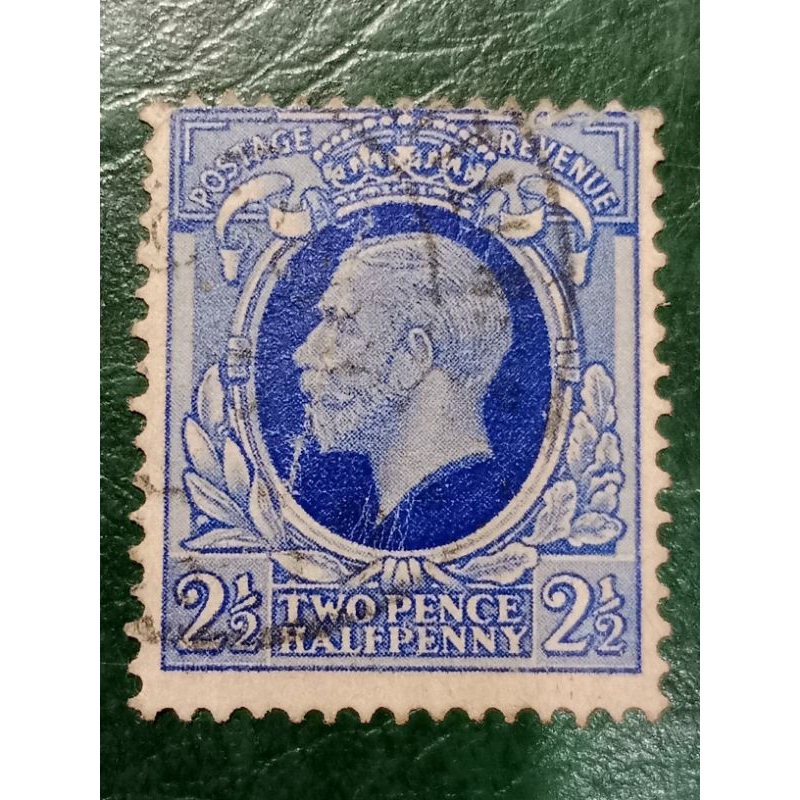 POSTAGE REVENUE
2½ TWO PENCE 2½
HALFPENNY